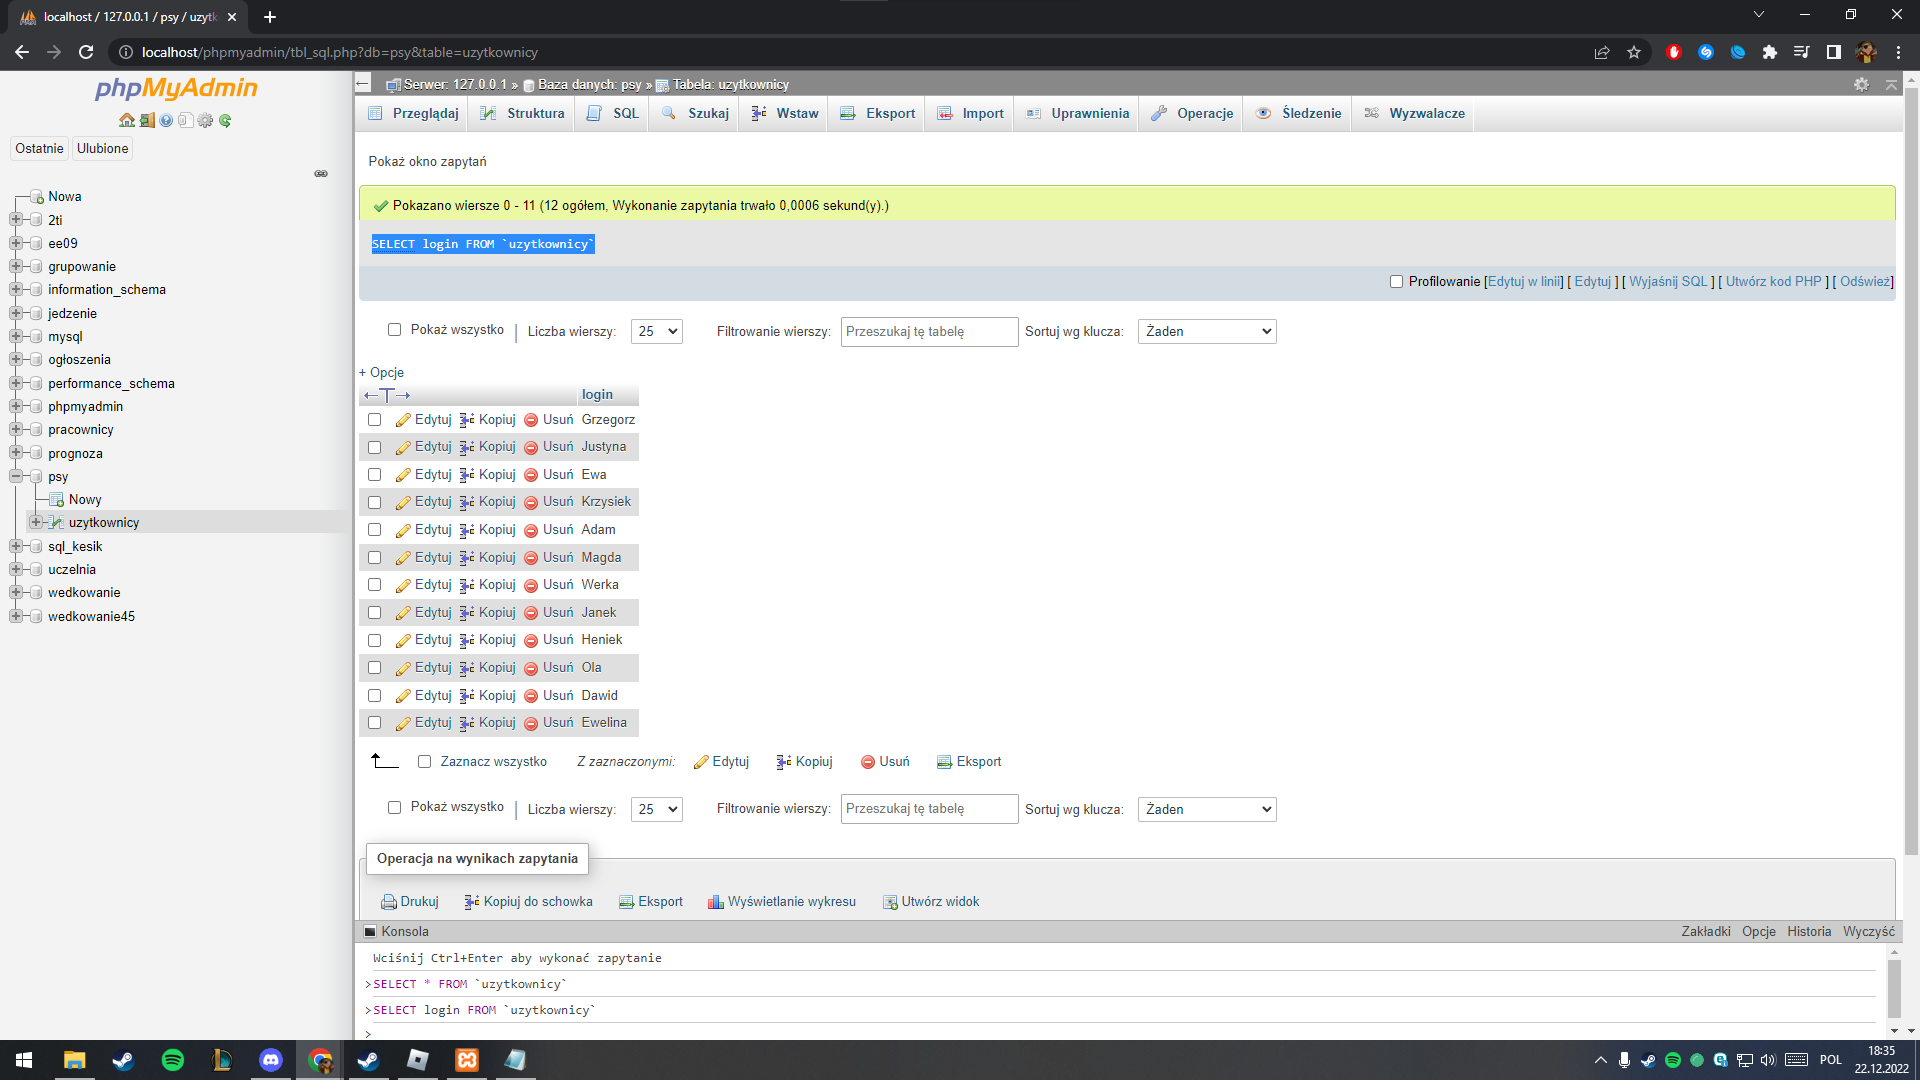 localhost / 127.0.0.1 / psy / uzytk
localhost/phpmyadmin/tbl_sql.php?db=psy&table=uzytkownicy
phpMyAdmin
Ostatnie Ulubione
Nowa
2ti
ee09
grupowanie
information_schema
jedzenie
mysql
ogłoszenia
performance_schema
phpmyadmin
pracownicy
prognoza
psy
Nowy
uzytkownicy
sql_kesik
uczelnia
wedkowanie
wedkowanie45
Serwer: 127.0.0.1 » Baza danych: psy » Tabela: uzytkownicy
Przeglądaj Struktura SQL Szukaj Wstaw Eksport Import Uprawnienia Operacje Śledzenie Wyzwalacze
Pokaż okno zapytań
Pokazano wiersze 0 - 11 (12 ogółem, Wykonanie zapytania trwało 0,0006 sekund(y).)
SELECT login FROM `uzytkownicy`
Profilowanie [Edytuj w linii] [ Edytuj ] [ Wyjaśnij SQL ] [ Utwórz kod PHP ] [ Odśwież]
Pokaż wszystko | Liczba wierszy: 25 Filtrowanie wierszy: Przeszukaj tę tabelę Sortuj wg klucza: Żaden
+ Opcje
←T→ login
Edytuj Kopiuj Usuń Grzegorz
Edytuj Kopiuj Usuń Justyna
Edytuj Kopiuj Usuń Ewa
Edytuj Kopiuj Usuń Krzysiek
Edytuj Kopiuj Usuń Adam
Edytuj Kopiuj Usuń Magda
Edytuj Kopiuj Usuń Werka
Edytuj Kopiuj Usuń Janek
Edytuj Kopiuj Usuń Heniek
Edytuj Kopiuj Usuń Ola
Edytuj Kopiuj Usuń Dawid
Edytuj Kopiuj Usuń Ewelina
Zaznacz wszystko Z zaznaczonymi: Edytuj Kopiuj Usuń Eksport
Pokaż wszystko | Liczba wierszy: 25 Filtrowanie wierszy: Przeszukaj tę tabelę Sortuj wg klucza: Żaden
Operacja na wynikach zapytania
Drukuj Kopiuj do schowka Eksport Wyświetlanie wykresu Utwórz widok
Konsola Zakładki Opcje Historia Wyczyść
Wciśnij Ctrl+Enter aby wykonać zapytanie
>SELECT * FROM `uzytkownicy`
>SELECT login FROM `uzytkownicy`
>
POL
18:35
22.12.2022